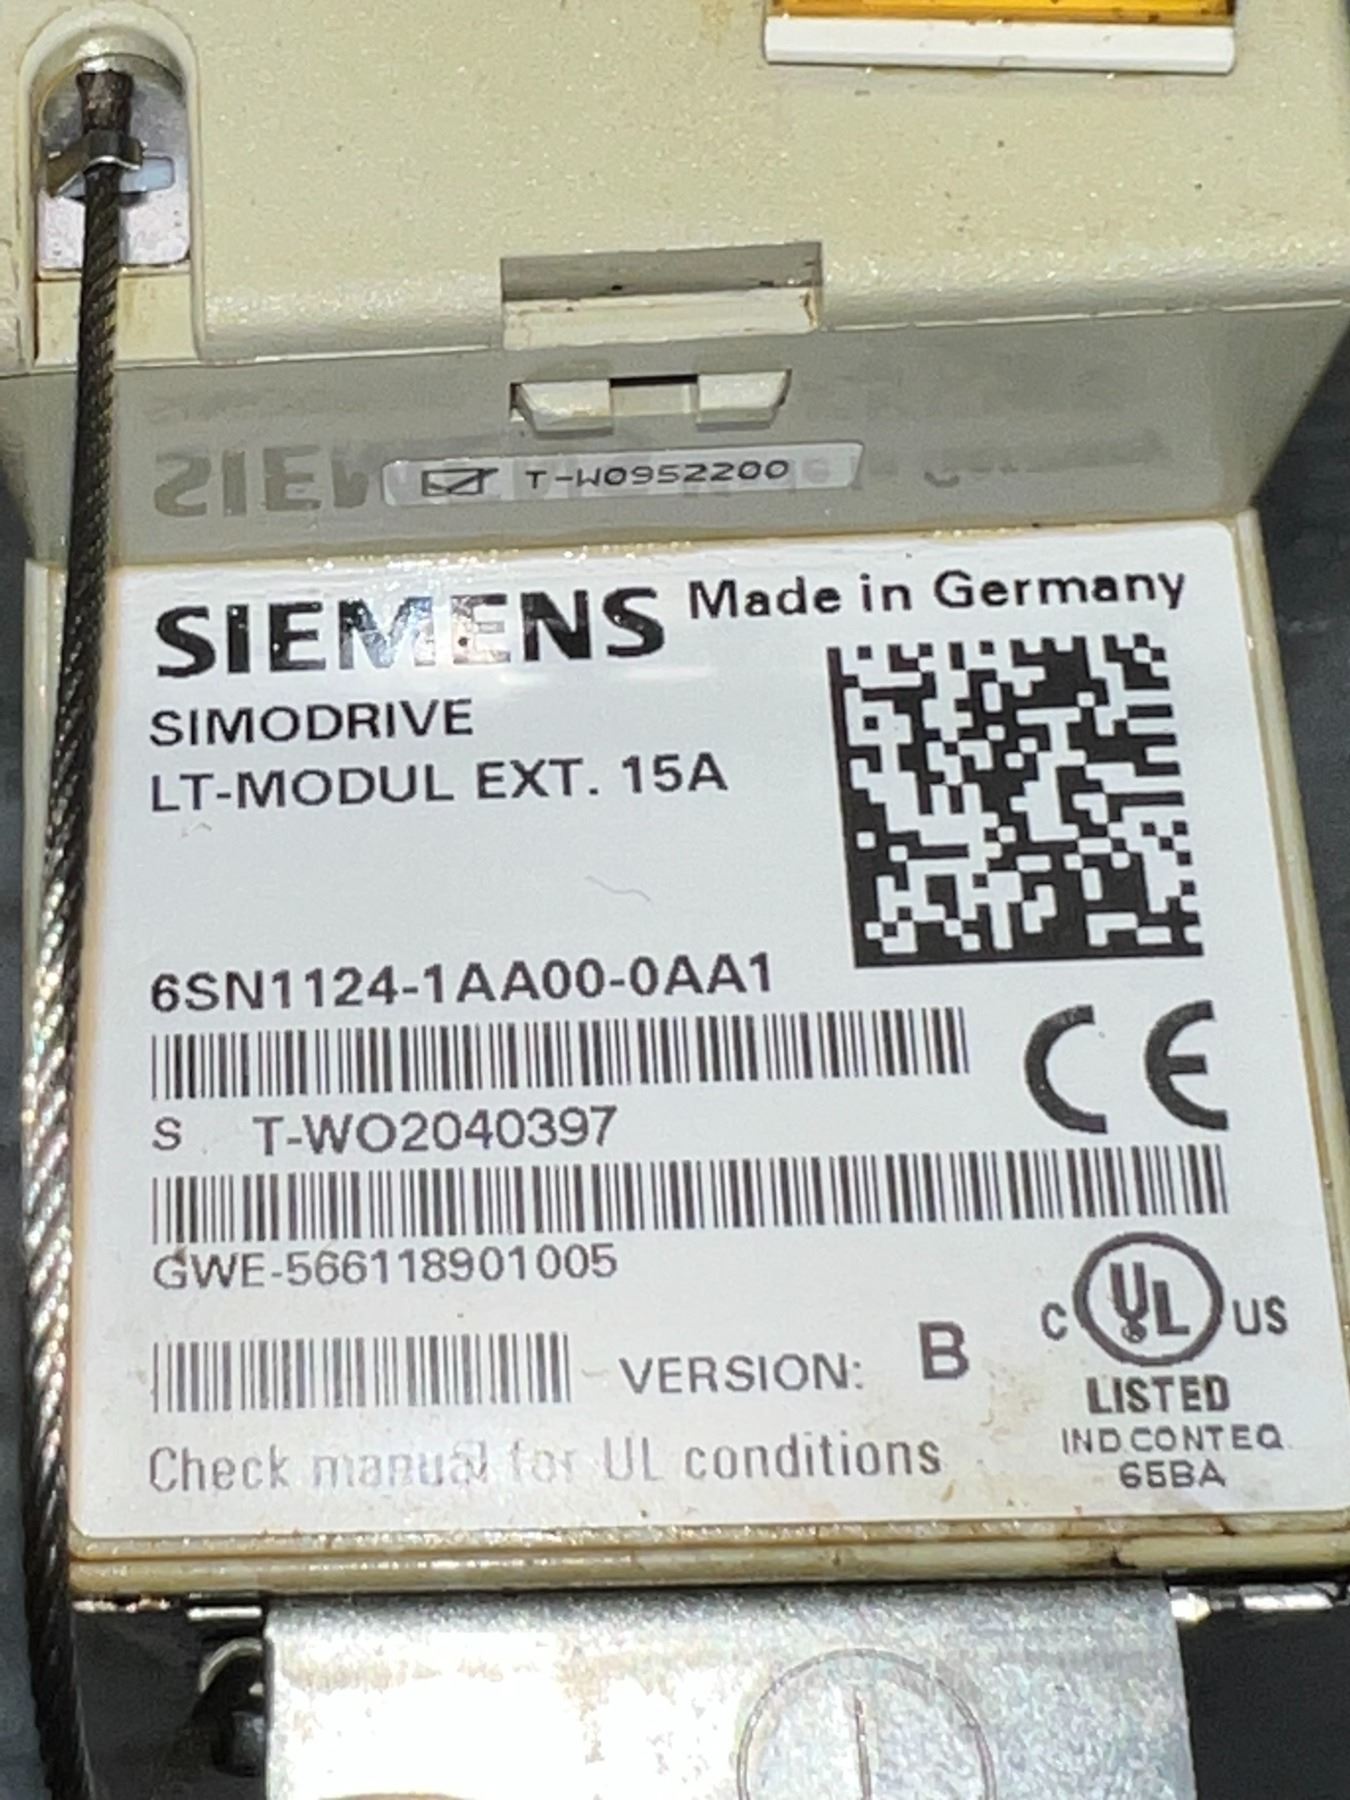 T-W0952200
SIEMENS Made in Germany
SIMODRIVE
LT-MODUL EXT. 15A
6SN1124-1AA00-0AA1
S T-WO2040397
GWE-566118901005
VERSION: B
C UL US
LISTED
IND.CONT.EQ.
65BA
Check manual for UL conditions
CE